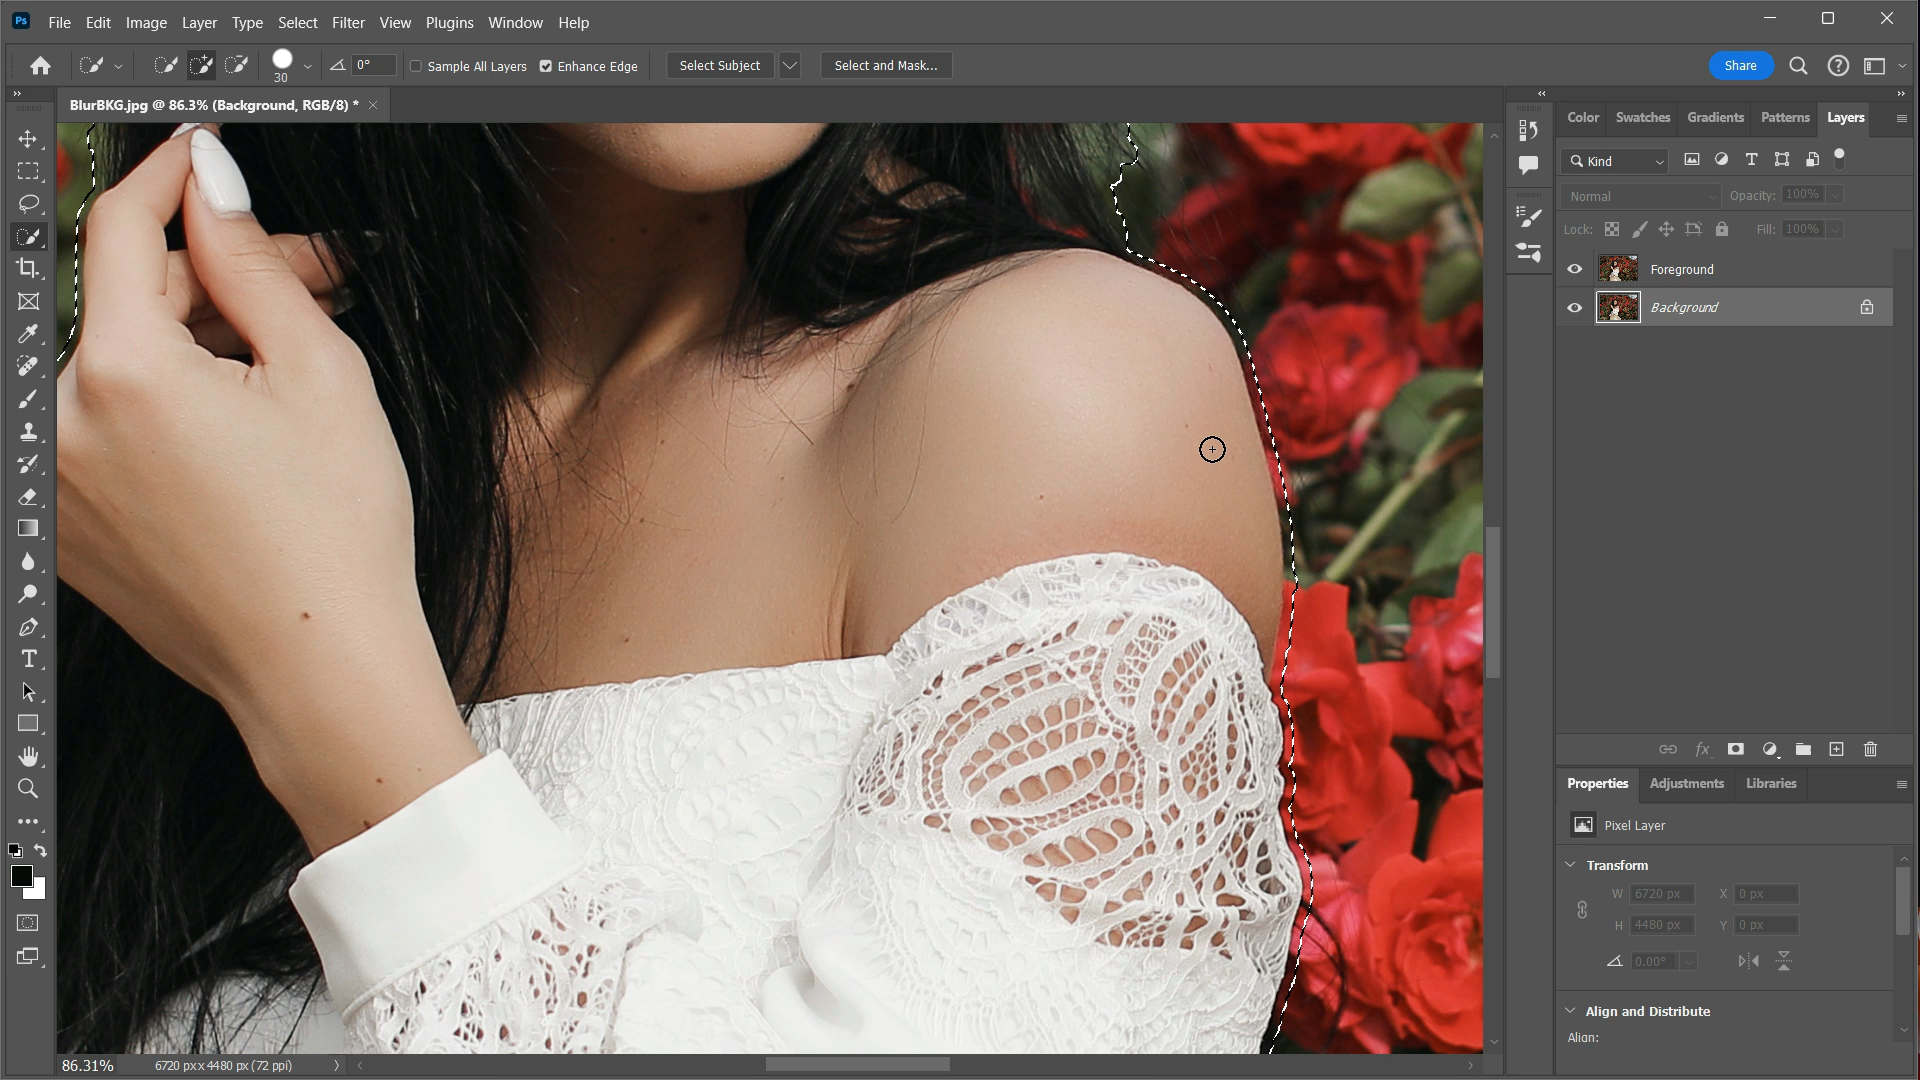 Ps File Edit Image Layer Type Select Filter View Plugins Window Help
30 0° Sample All Layers Enhance Edge Select Subject Select and Mask... Share
BlurBKG.jpg @ 86.3% (Background, RGB/8) *
Color Swatches Gradients Patterns Layers
Kind
Normal Opacity: 100%
Lock: Fill: 100%
Foreground
Background
fx
Properties Adjustments Libraries
Pixel Layer
Transform
W 6720 px X 0 px
H 4480 px Y 0 px
0.00°
Align and Distribute
Align:
86.31% 6720 px x 4480 px (72 ppi)